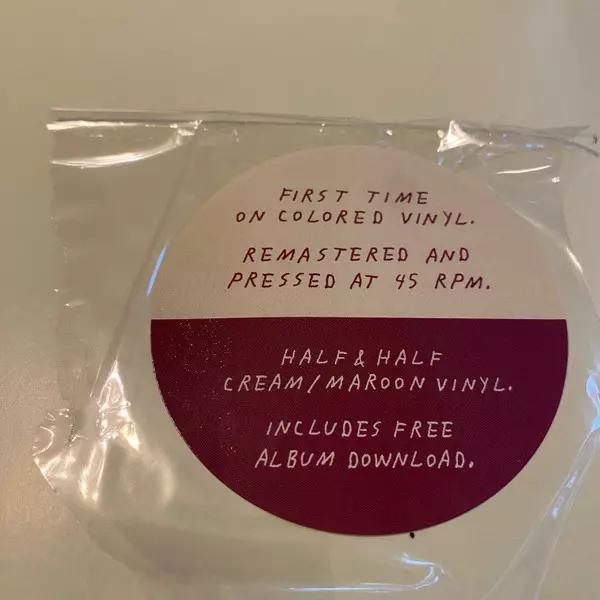 FIRST TIME
ON COLORED VINYL.
REMASTERED AND
PRESSED AT 45 RPM.
HALF & HALF
CREAM/MAROON VINYL.
INCLUDES FREE
ALBUM DOWNLOAD.